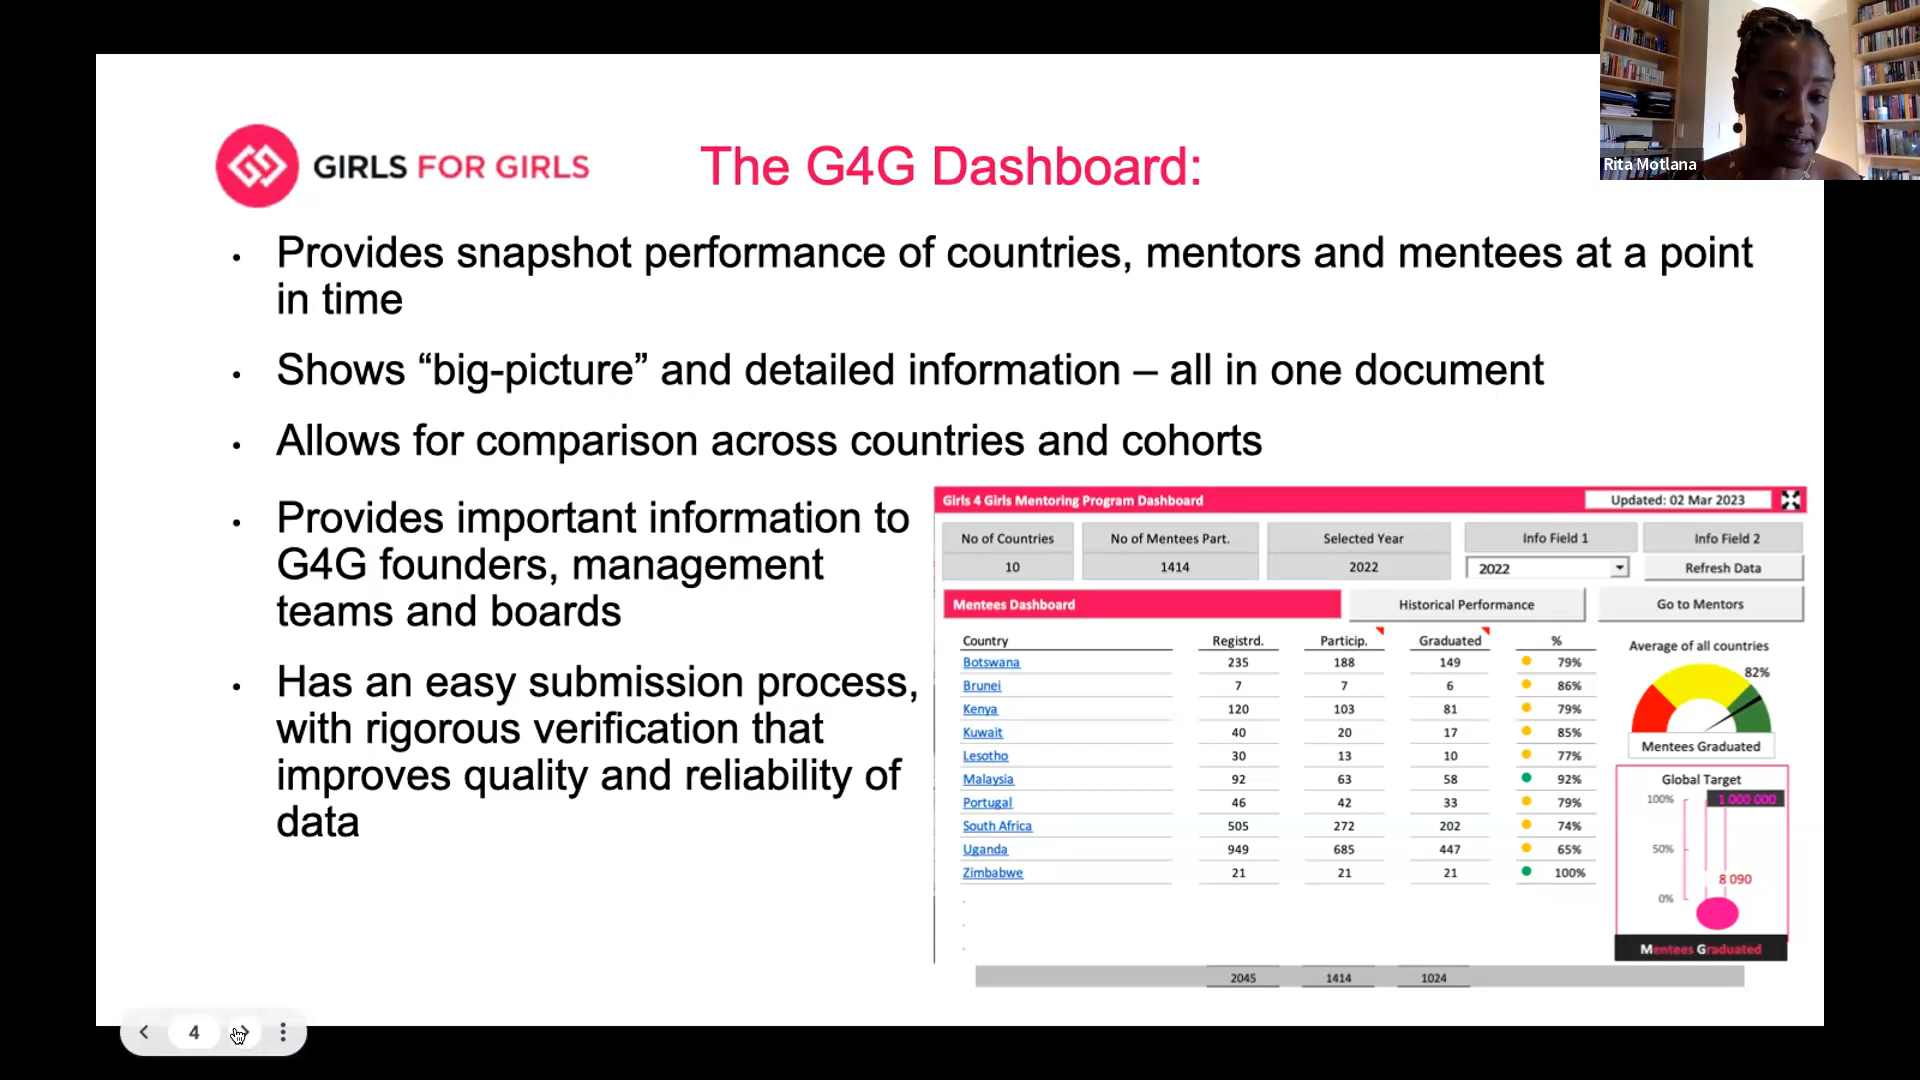 Rita Motlana
GIRLS FOR GIRLS
The G4G Dashboard:
• Provides snapshot performance of countries, mentors and mentees at a point
in time
• Shows “big-picture” and detailed information – all in one document
• Allows for comparison across countries and cohorts
• Provides important information to
G4G founders, management
teams and boards
• Has an easy submission process,
with rigorous verification that
improves quality and reliability of
data
Girls 4 Girls Mentoring Program Dashboard Updated: 02 Mar 2023
No of Countries No of Mentees Part. Selected Year Info Field 1 Info Field 2
10 1414 2022 2022 Refresh Data
Mentees Dashboard Historical Performance Go to Mentors
Country Registrd. Particip. Graduated %
Botswana 235 188 149 79%
Brunei 7 7 6 86%
Kenya 120 103 81 79%
Kuwait 40 20 17 85%
Lesotho 30 13 10 77%
Malaysia 92 63 58 92%
Portugal 46 42 33 79%
South Africa 505 272 202 74%
Uganda 949 685 447 65%
Zimbabwe 21 21 21 100%
2045 1414 1024
Average of all countries
82%
Mentees Graduated
Global Target
100% 1 000 000
50%
8 090
0%
Mentees Graduated
4